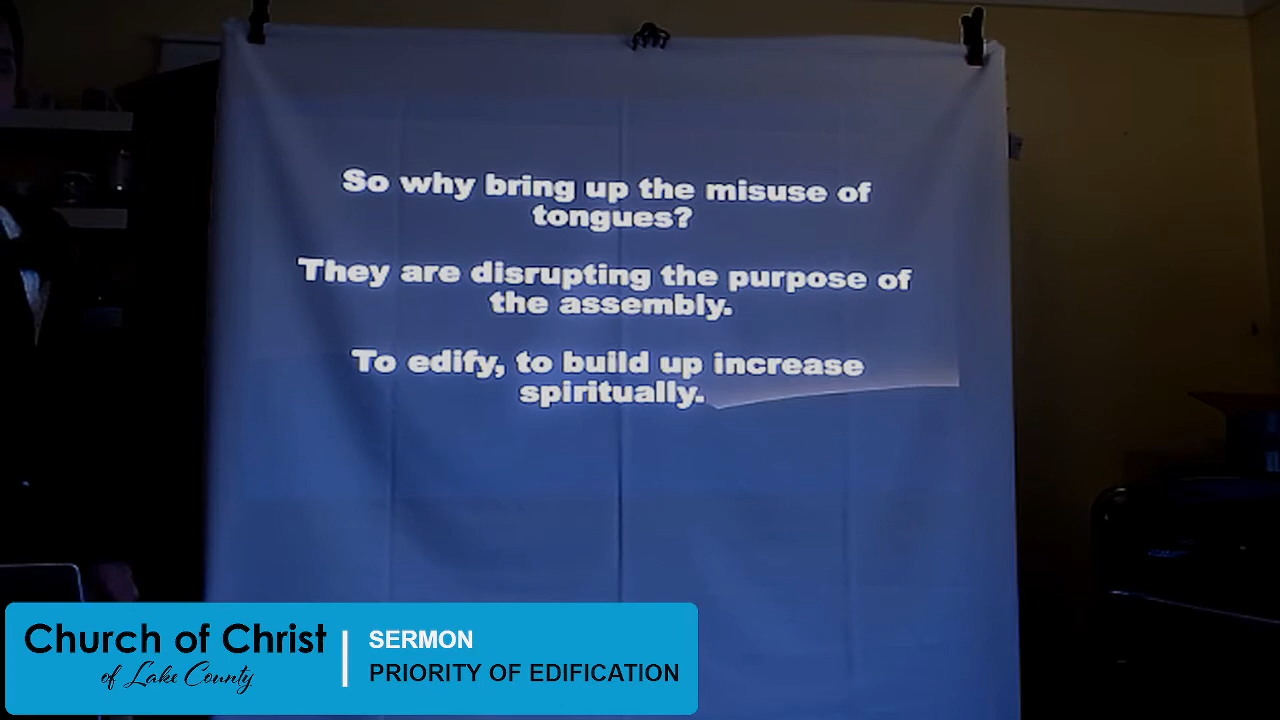 So why bring up the misuse of
tongues?
They are disrupting the purpose of
the assembly.
To edify, to build up increase
spiritually.
Church of Christ
of Lake County
SERMON
PRIORITY OF EDIFICATION